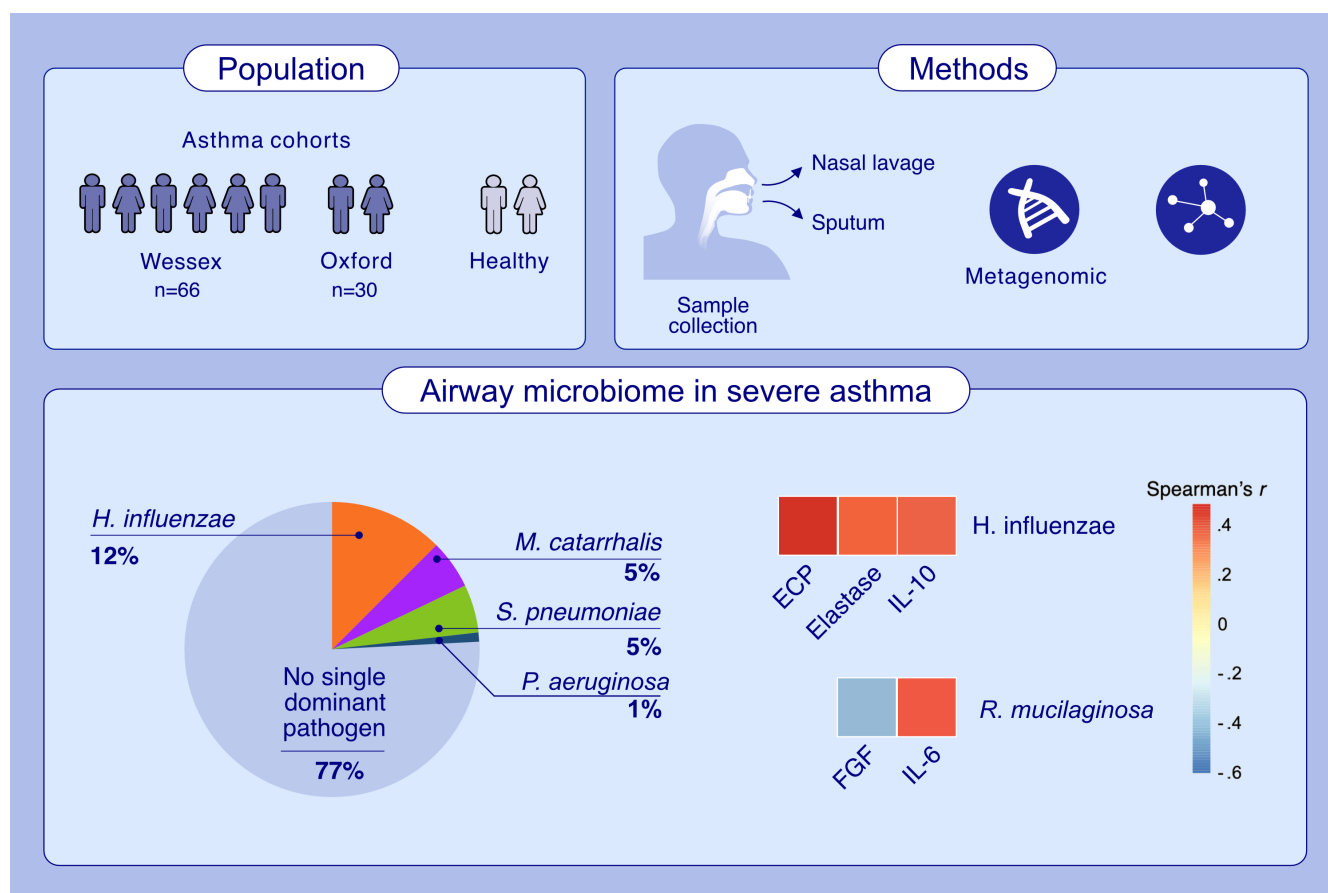 Population
Asthma cohorts
Wessex
n=66
Oxford
n=30
Healthy
Methods
Nasal lavage
Sputum
Sample
collection
Metagenomic
Airway microbiome in severe asthma
H. influenzae
12%
M. catarrhalis
5%
S. pneumoniae
5%
P. aeruginosa
1%
No single
dominant
pathogen
77%
H. influenzae
ECP
Elastase
IL-10
R. mucilaginosa
FGF
IL-6
Spearman's r
.4
.2
0
-.2
-.4
-.6